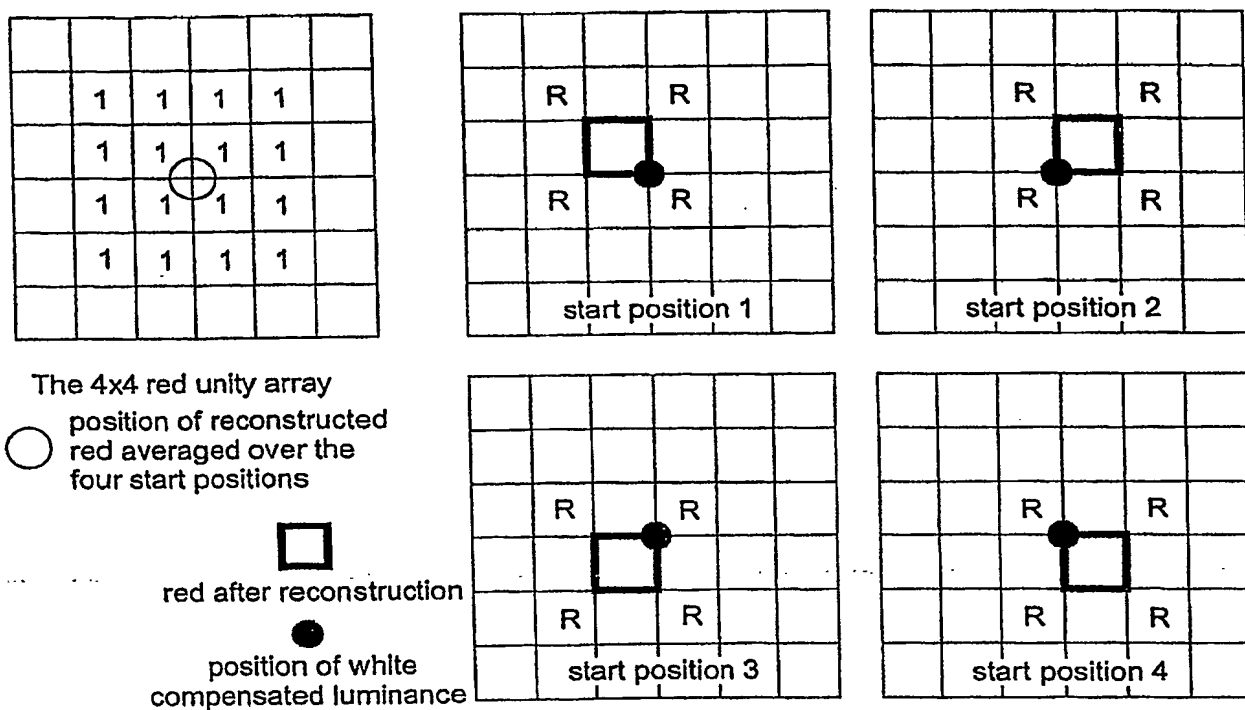 1 1 1 1
1 1 1 1
1 1 1 1
1 1 1 1
The 4x4 red unity array
position of reconstructed
red averaged over the
four start positions
red after reconstruction
position of white
compensated luminance
R R
R R
start position 1
R R
R R
start position 2
R R
R R
start position 3
R R
R R
start position 4